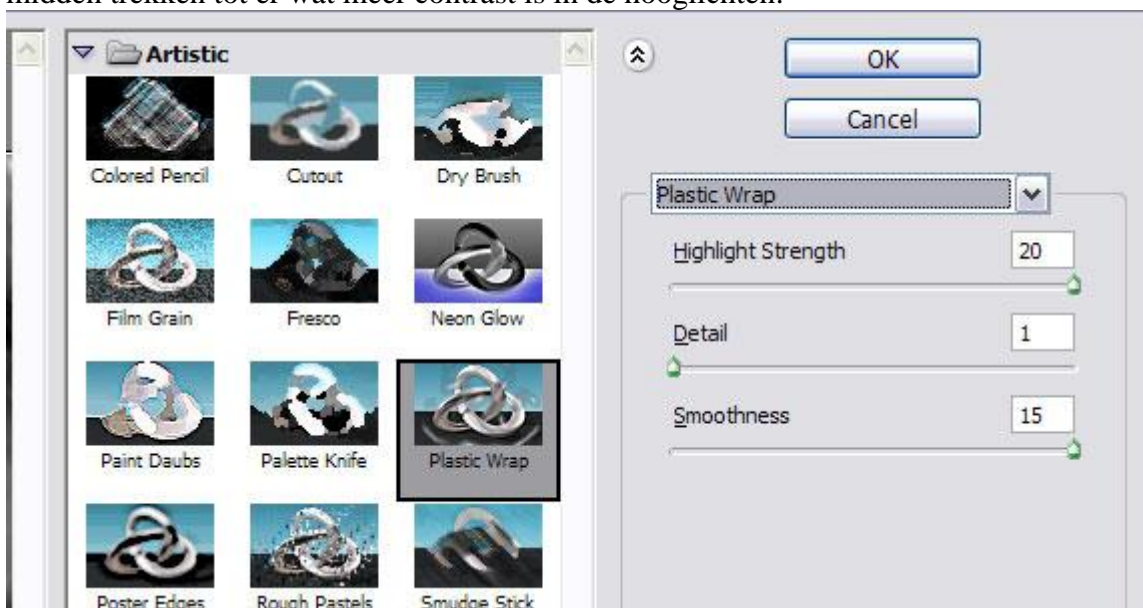 midden trekken tot er wat meer contrast is in de hooglichten.
Artistic
Colored Pencil
Cutout
Dry Brush
Film Grain
Fresco
Neon Glow
Paint Daubs
Palette Knife
Plastic Wrap
Poster Edges
Rough Pastels
Smudge Stick
OK
Cancel
Plastic Wrap
Highlight Strength 20
Detail 1
Smoothness 15